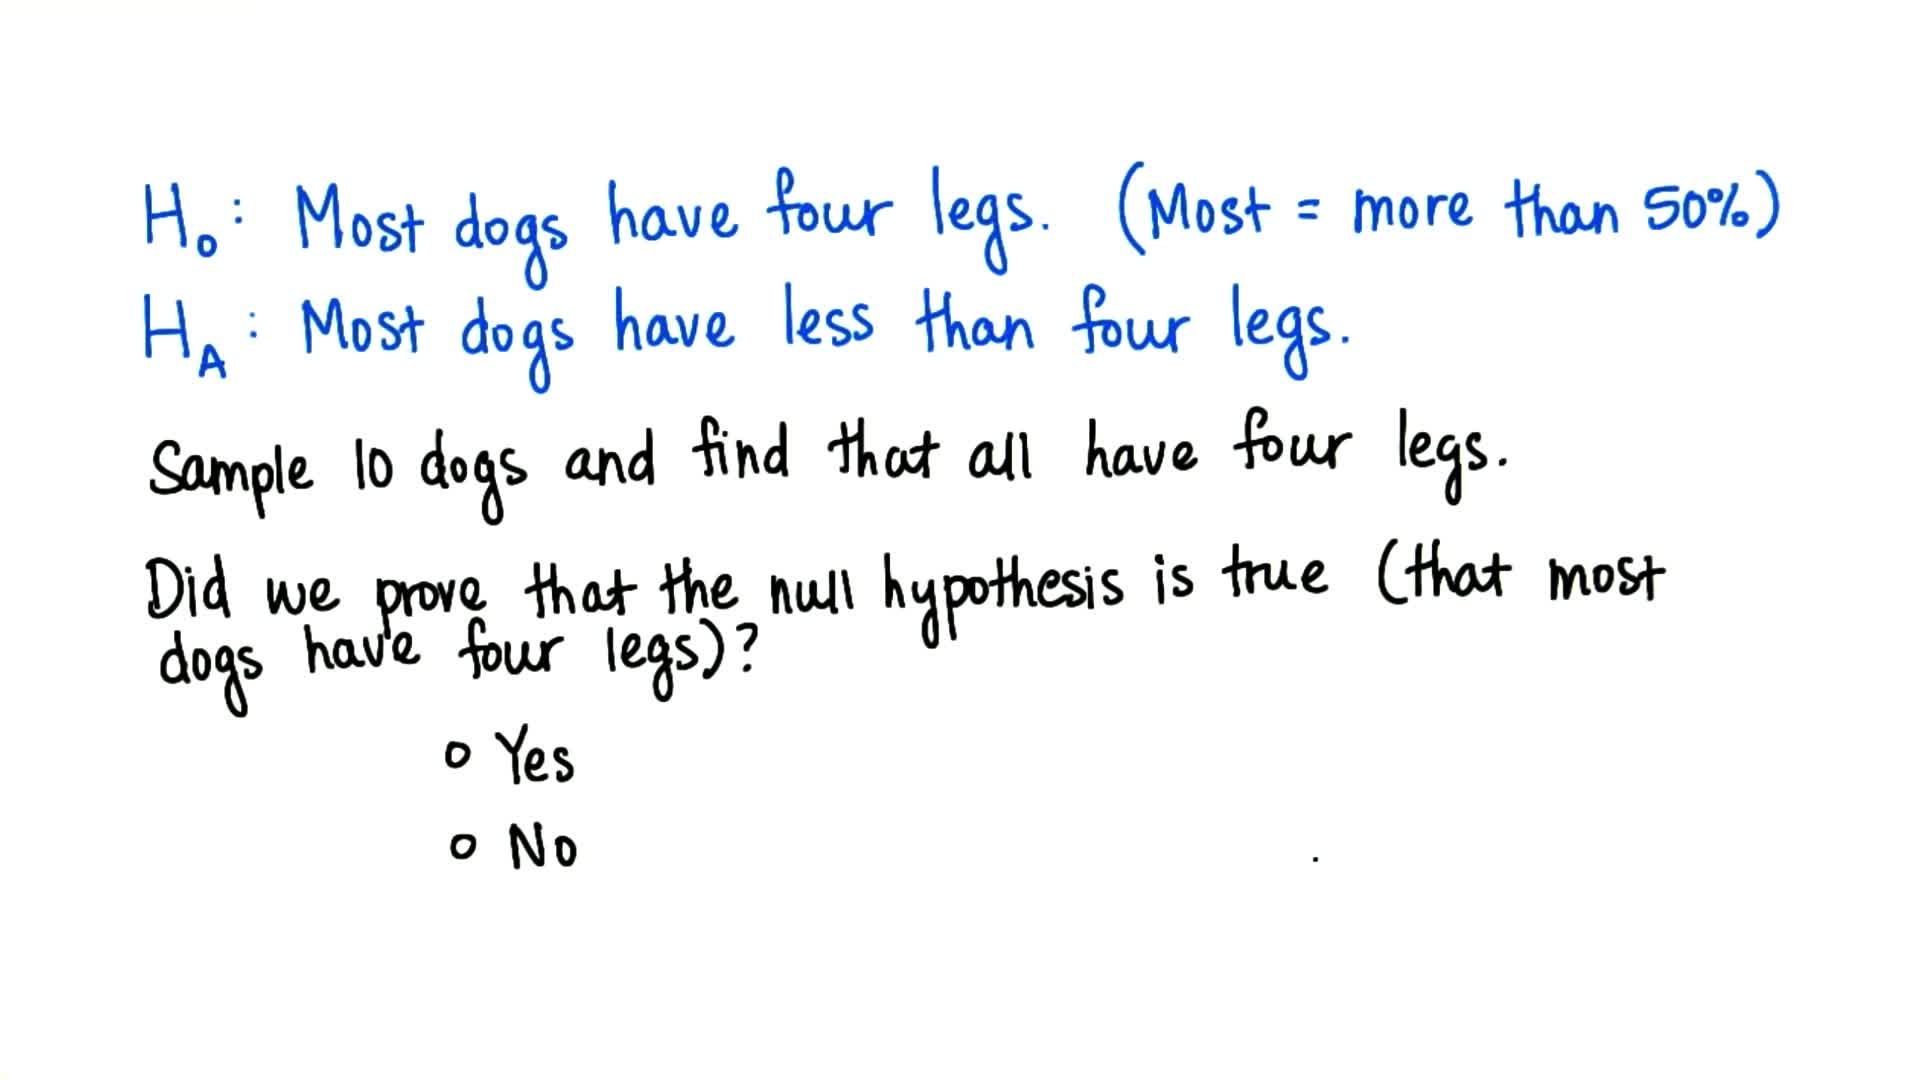 H₀: Most dogs have four legs. (Most = more than 50%)
H_A: Most dogs have less than four legs.
Sample 10 dogs and find that all have four legs.
Did we prove that the null hypothesis is true (that most
dogs have four legs)?
o Yes
o No